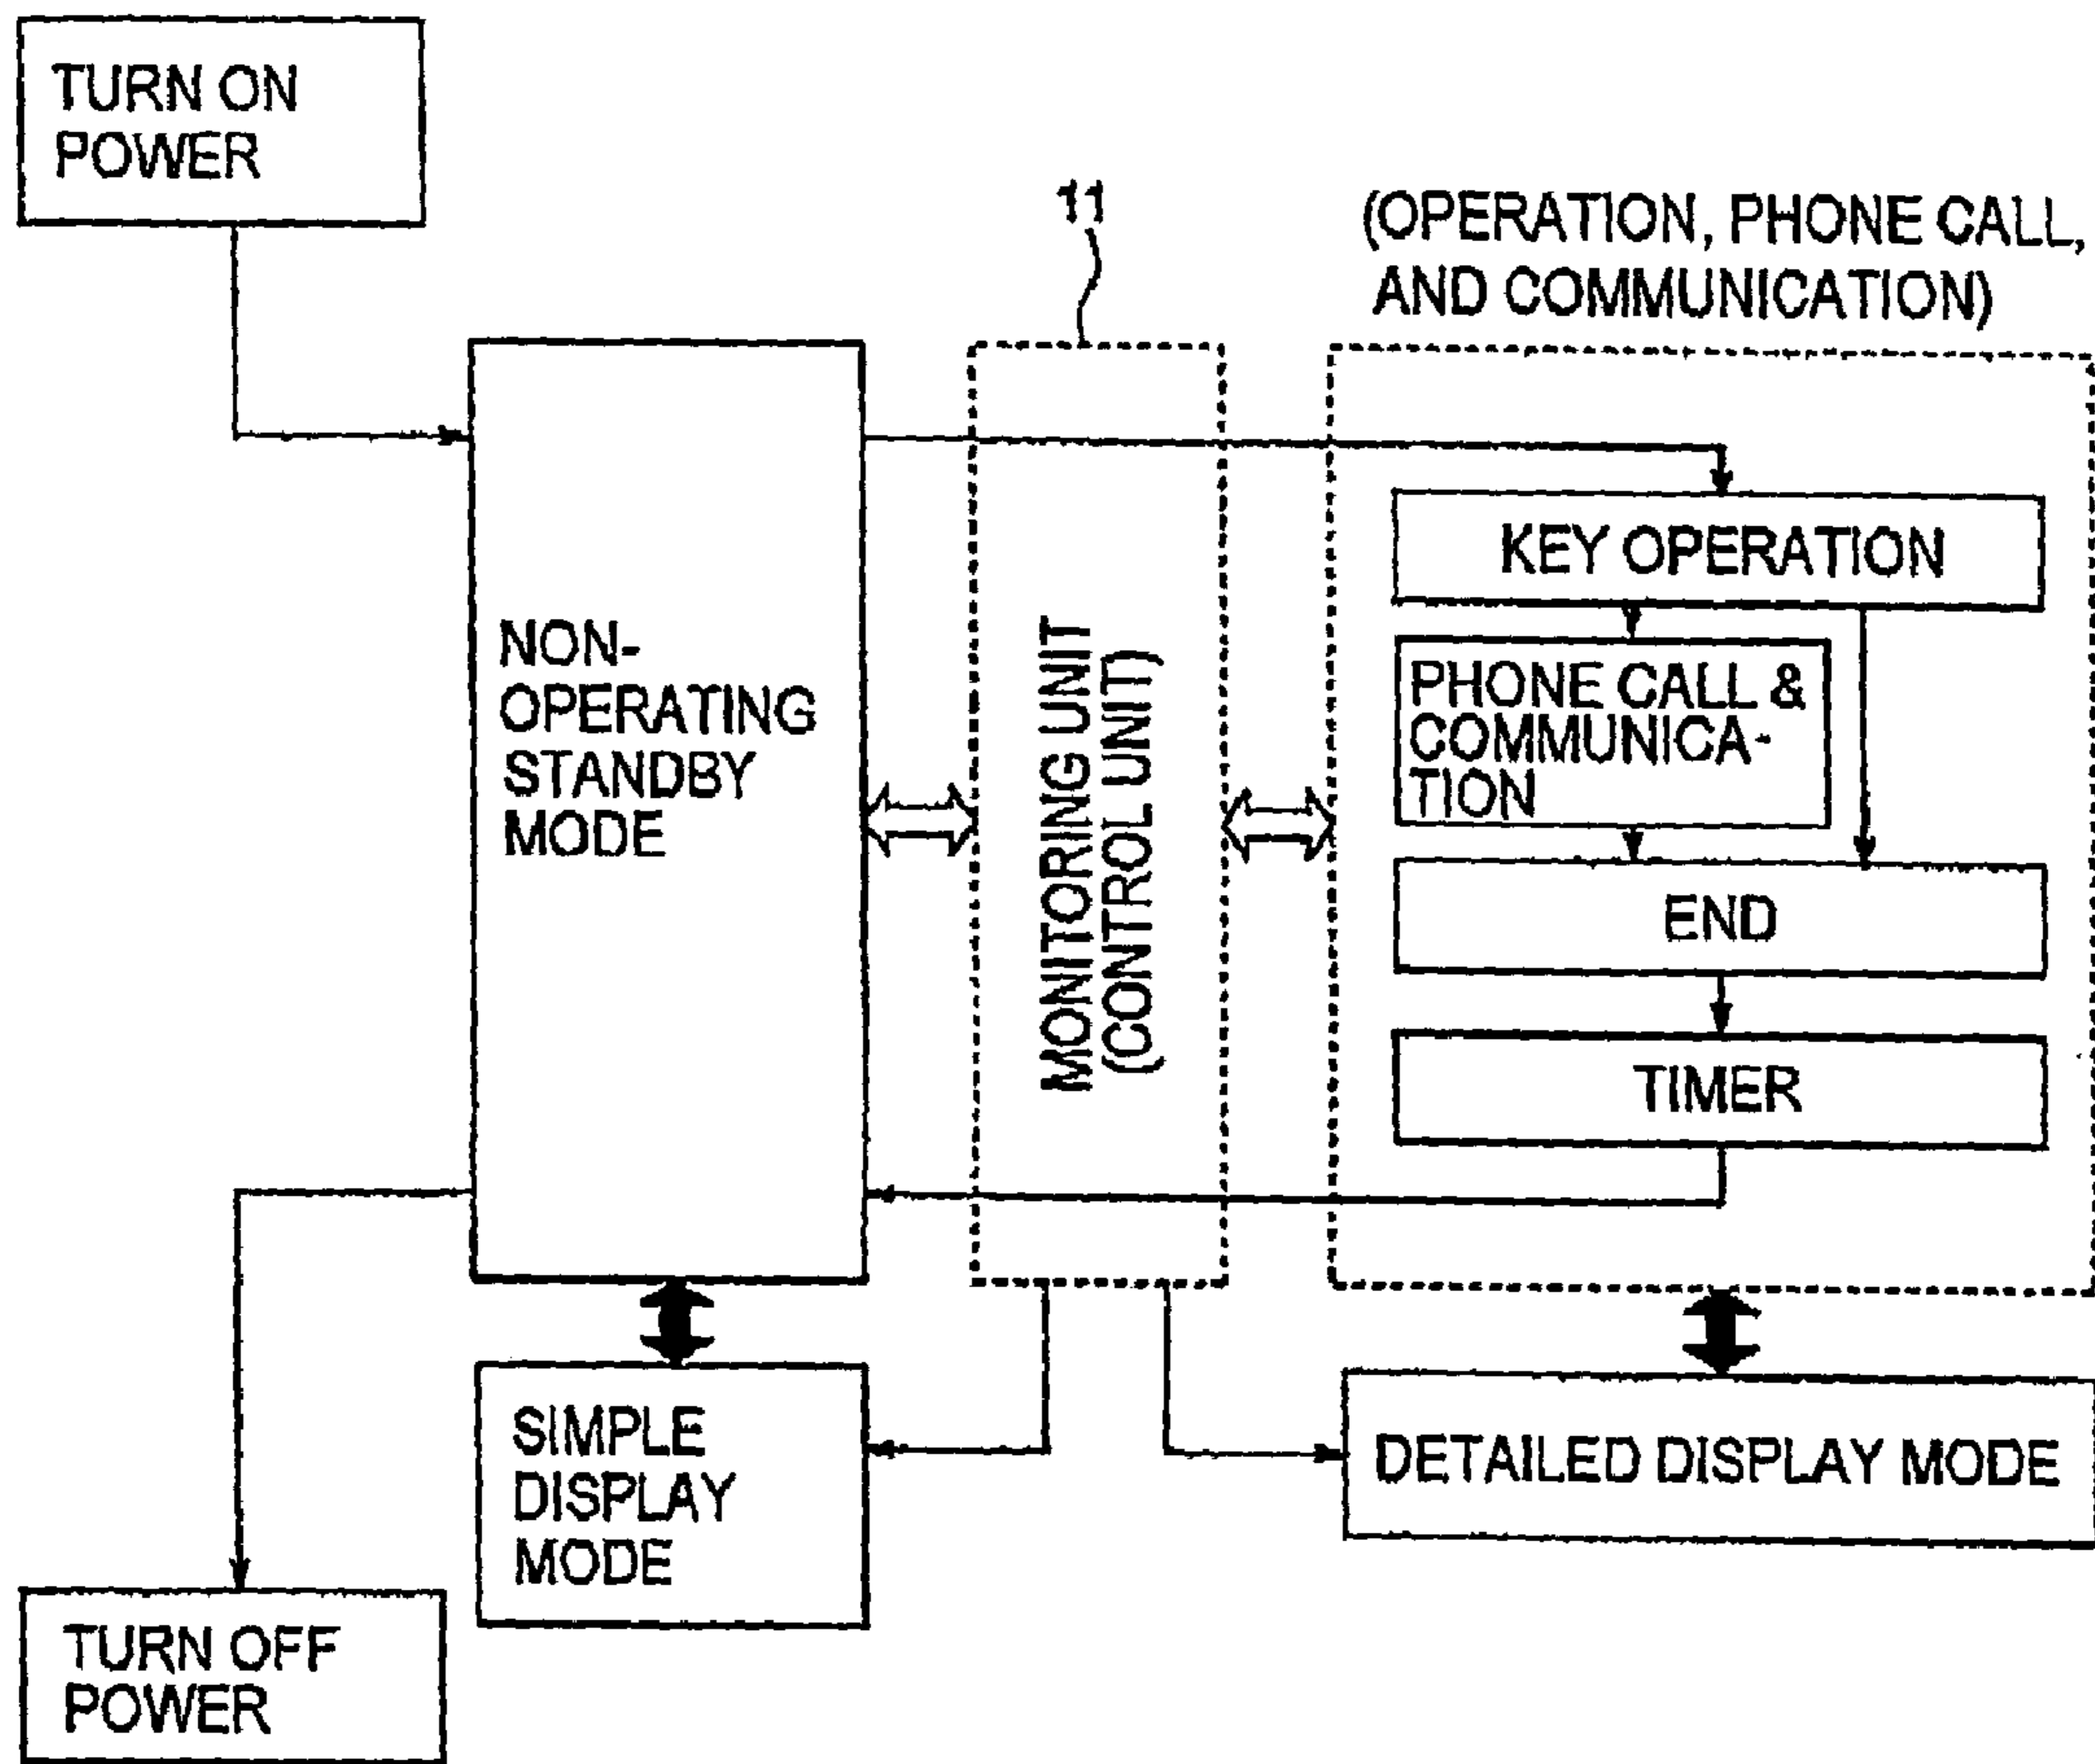 TURN ON
POWER
11
(OPERATION, PHONE CALL,
AND COMMUNICATION)
NON-
OPERATING
STANDBY
MODE
MONITORING UNIT
(CONTROL UNIT)
KEY OPERATION
PHONE CALL &
COMMUNICA-
TION
END
TIMER
SIMPLE
DISPLAY
MODE
DETAILED DISPLAY MODE
TURN OFF
POWER